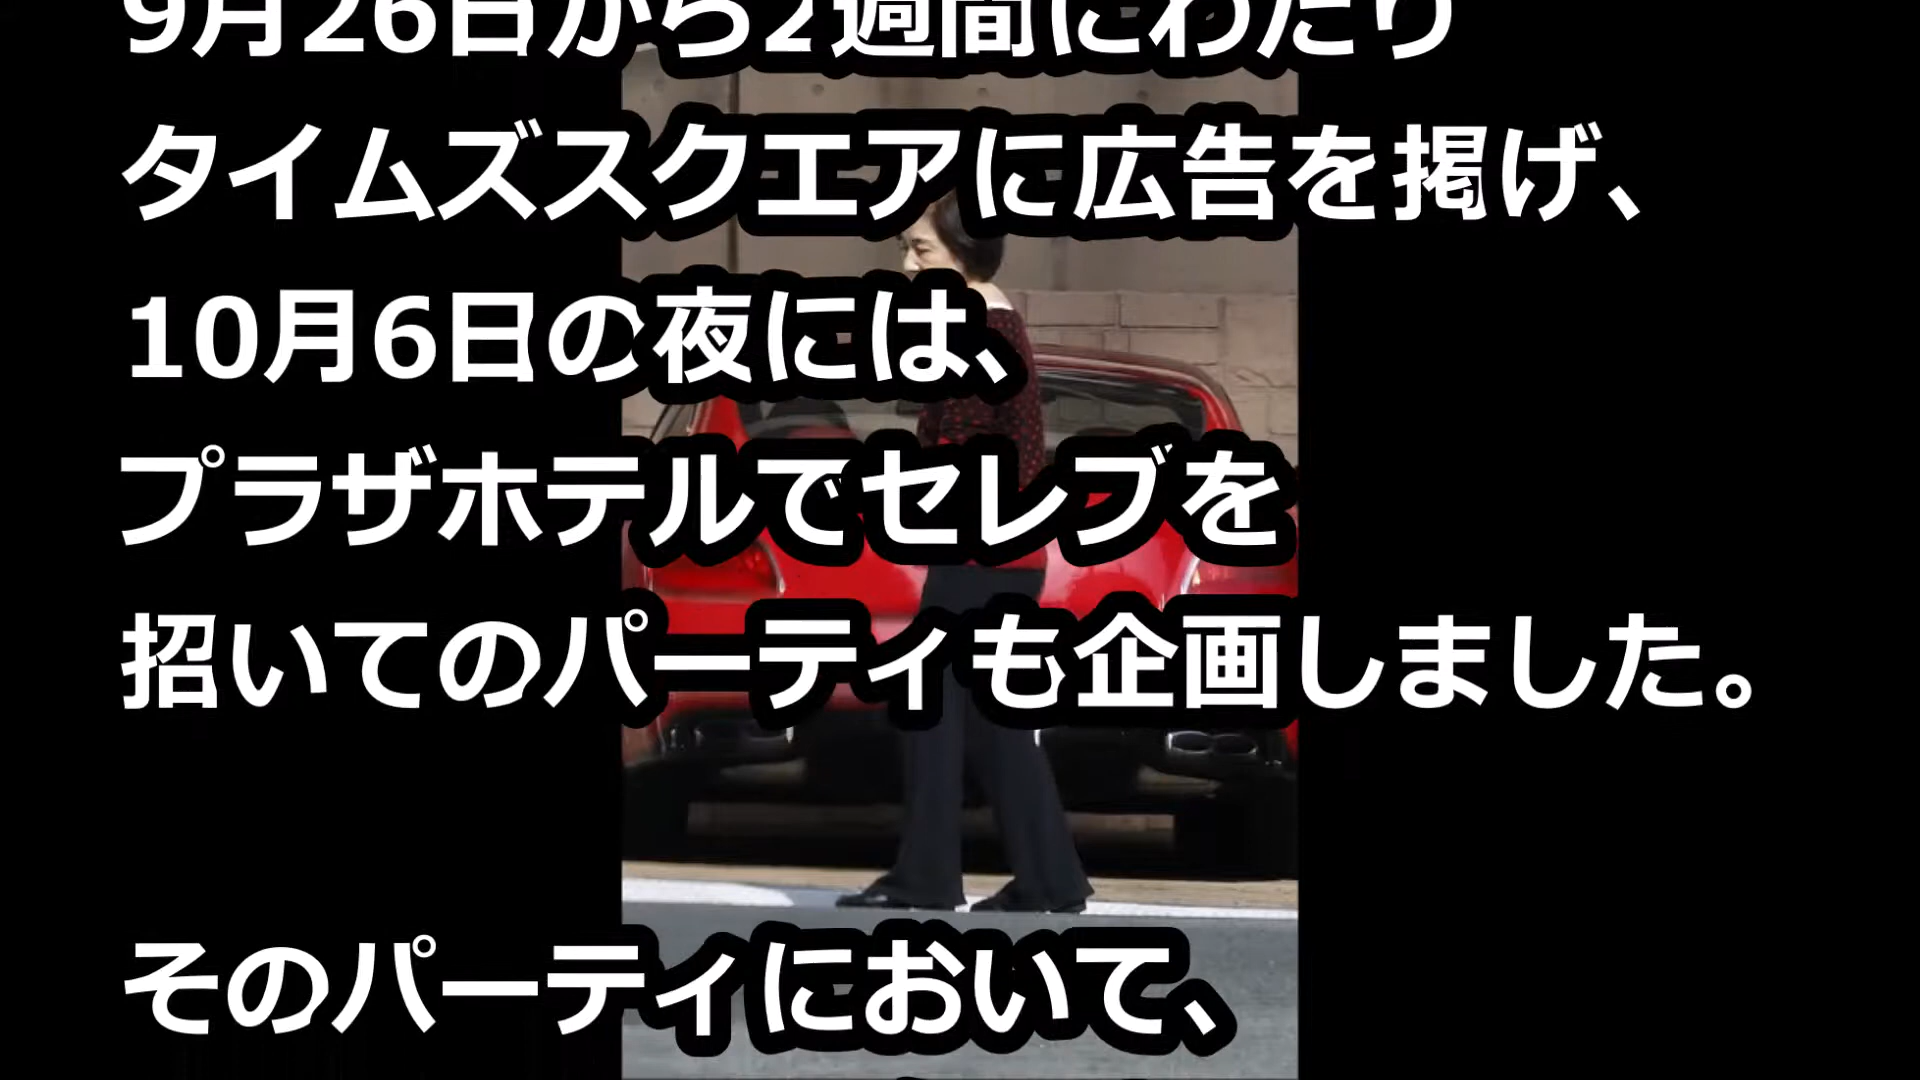 9月26日から2週間にわたり
タイムズスクエアに広告を掲げ、
10月6日の夜には、
プラザホテルでセレブを
招いてのパーティも企画しました。
そのパーティにおいて、